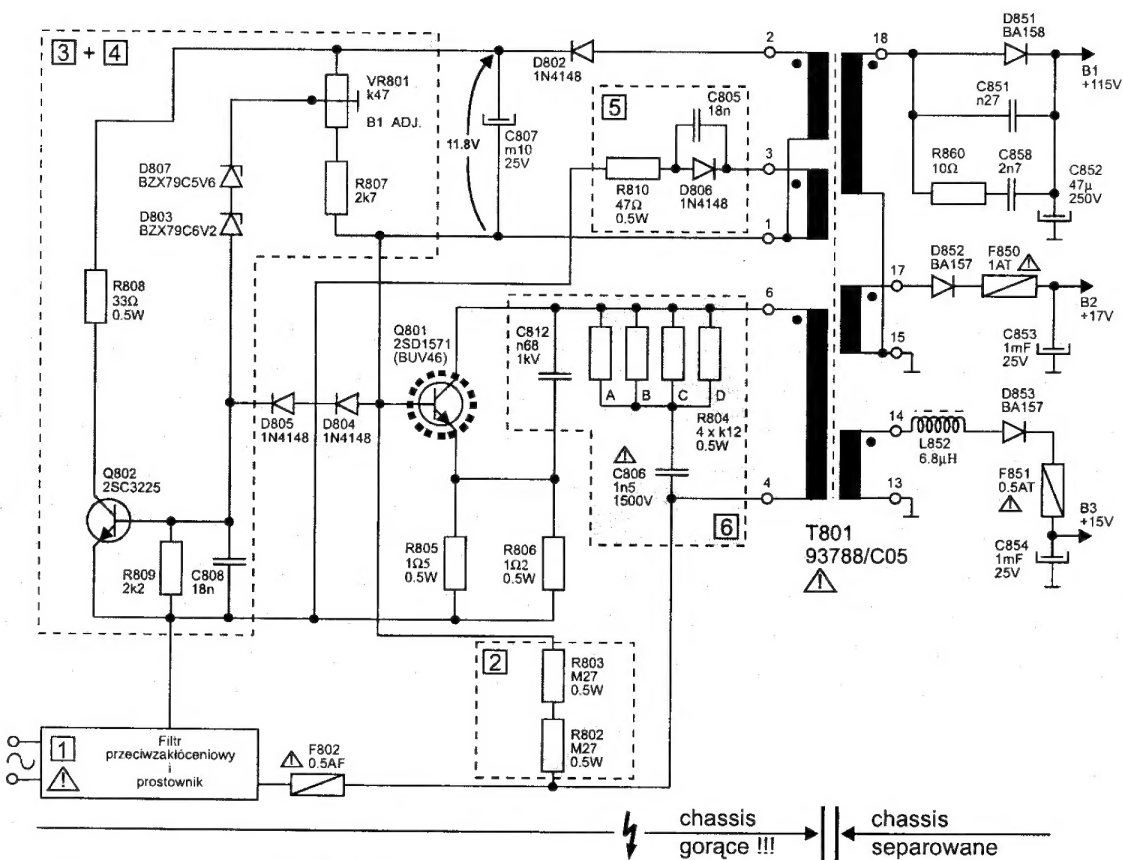 3 + 4
VR801
k47
B1 ADJ.
R807
2k7
11.8V
C807
m10
25V
D802
1N4148
2
5
C805
18n
R810
47Ω
0.5W
D806
1N4148
3
1
18
D851
BA158
B1
+115V
C851
n27
R860
10Ω
C858
2n7
C852
47µ
250V
D807
BZX79C5V6
D803
BZX79C6V2
R808
33Ω
0.5W
Q801
2SD1571
(BUV46)
C812
n68
1kV
A
B
C
D
R804
4 x k12
0.5W
C806
1n5
1500V
6
6
4
17
D852
BA157
F850
1AT
B2
+17V
C853
1mF
25V
15
14
L852
6.8µH
D853
BA157
F851
0.5AT
B3
+15V
C854
1mF
25V
13
D805
1N4148
D804
1N4148
Q802
2SC3225
R809
2k2
C808
18n
R805
1Ω5
0.5W
R806
1Ω2
0.5W
T801
93788/C05
2
R803
M27
0.5W
R802
M27
0.5W
1
Filtr
przeciwzakłóceniowy
i
prostownik
F802
0.5AF
chassis
gorące !!!
chassis
separowane